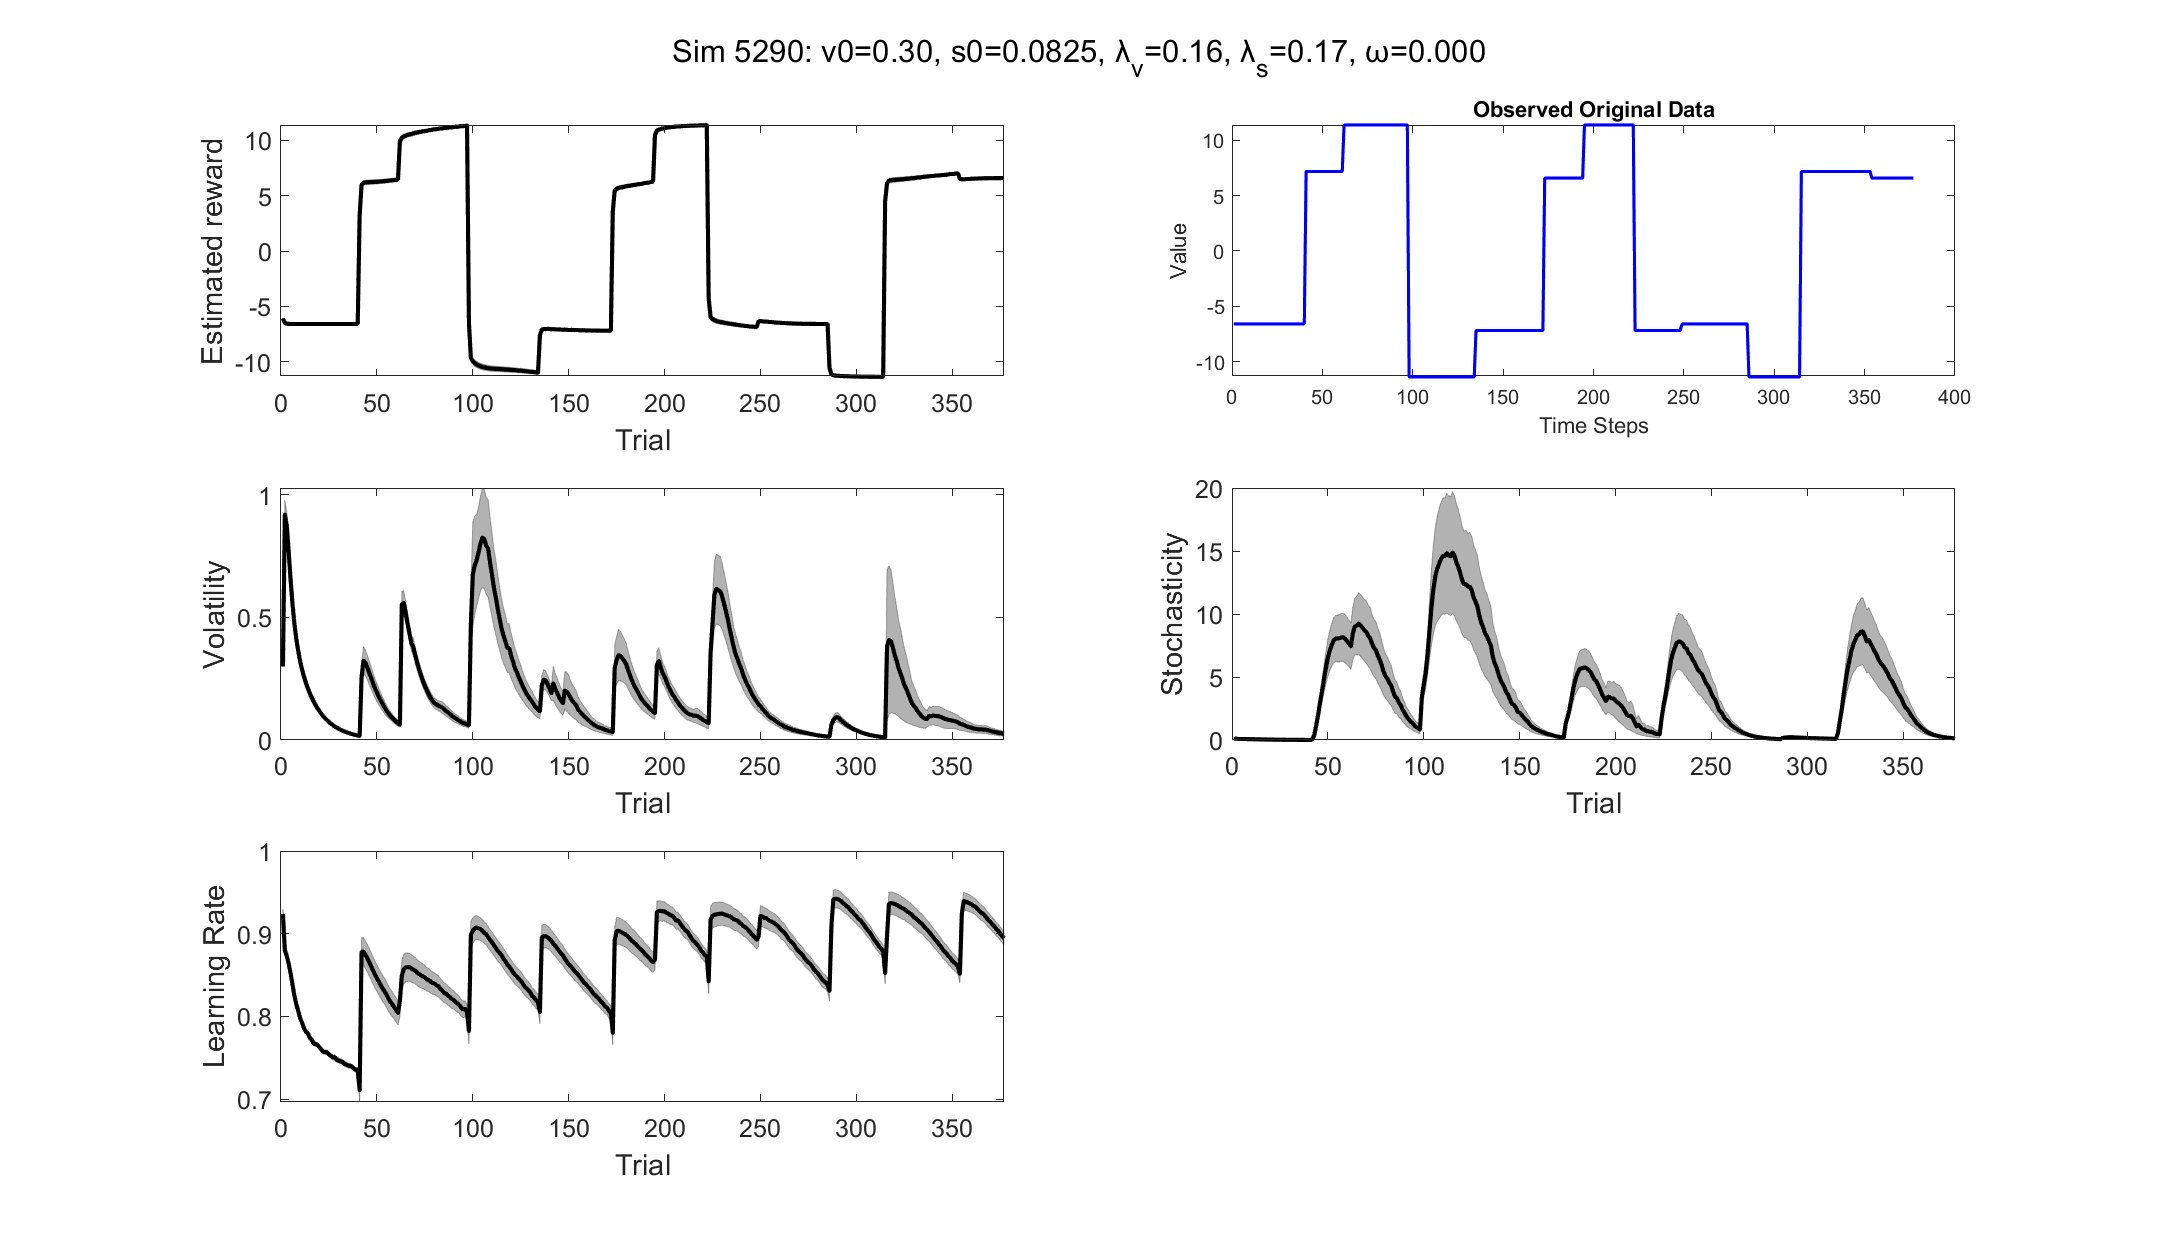 Sim 5290: v0=0.30, s0=0.0825, λ_v=0.16, λ_s=0.17, ω=0.000
Estimated reward
10
5
0
-5
-10
0 50 100 150 200 250 300 350
Trial
Observed Original Data
Value
10
5
0
-5
-10
0 50 100 150 200 250 300 350 400
Time Steps
Volatility
1
0.5
0
0 50 100 150 200 250 300 350
Trial
Stochasticity
20
15
10
5
0
0 50 100 150 200 250 300 350
Trial
Learning Rate
1
0.9
0.8
0.7
0 50 100 150 200 250 300 350
Trial